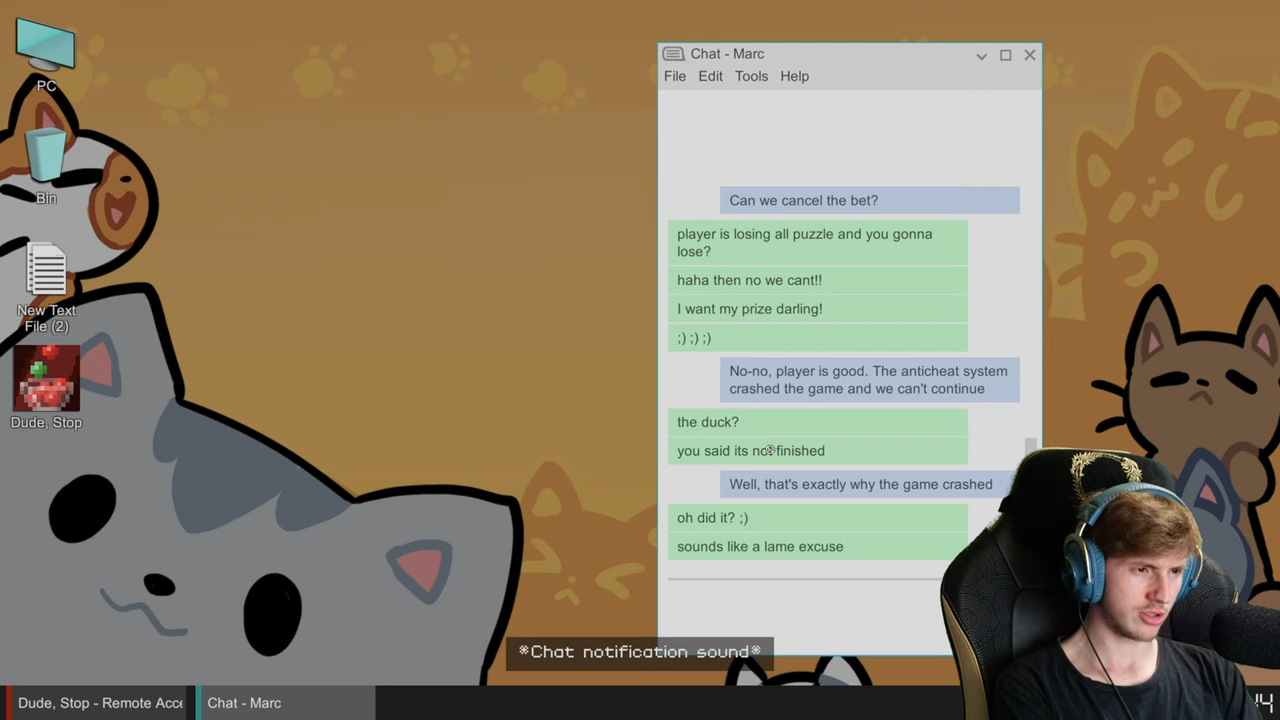 PC
Bin
New Text
File (2)
Dude, Stop
Chat - Marc
File Edit Tools Help
Can we cancel the bet?
player is losing all puzzle and you gonna
lose?
haha then no we cant!!
I want my prize darling!
;) ;) ;)
No-no, player is good. The anticheat system
crashed the game and we can't continue
the duck?
you said its not finished
Well, that's exactly why the game crashed
oh did it? ;)
sounds like a lame excuse
*Chat notification sound*
Dude, Stop - Remote Acce
Chat - Marc